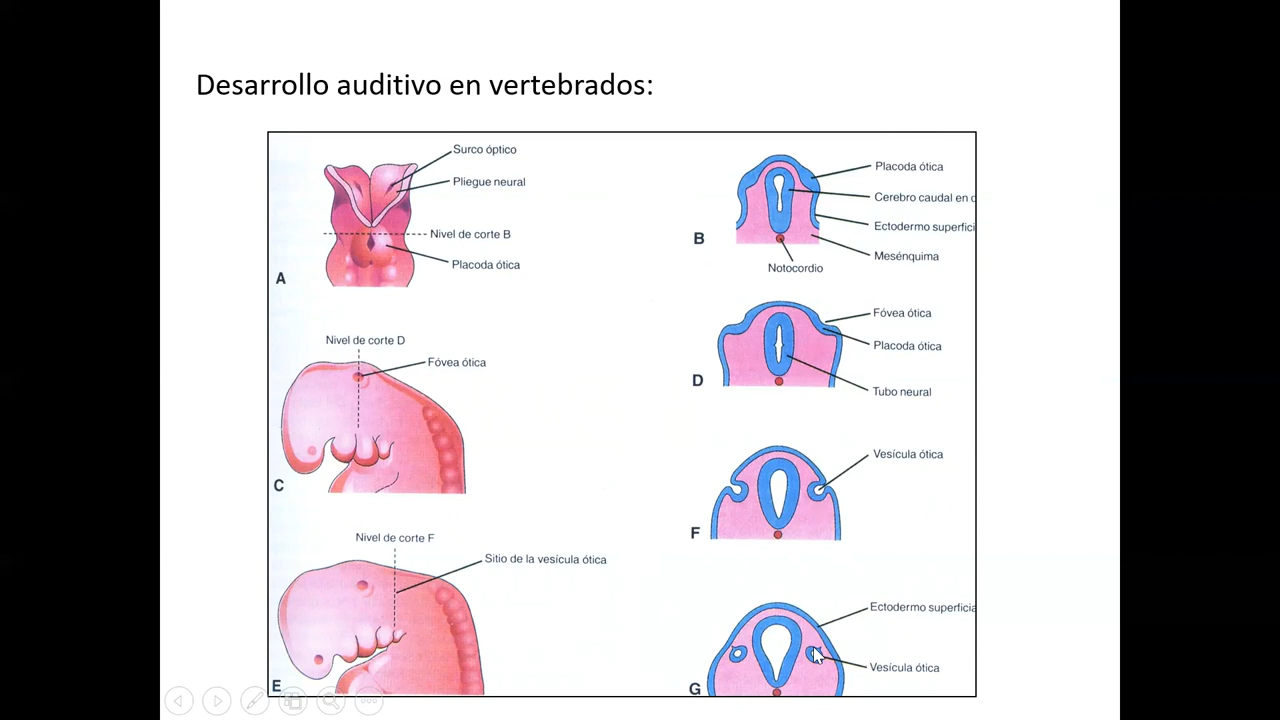 Desarrollo auditivo en vertebrados:
Surco óptico
Pliegue neural
Nivel de corte B
Placoda ótica
A
Placoda ótica
Cerebro caudal en
Ectodermo superfici
Mesénquima
Notocordio
B
Nivel de corte D
Fóvea ótica
C
Fóvea ótica
Placoda ótica
Tubo neural
D
Nivel de corte F
Sitio de la vesícula ótica
E
Vesícula ótica
F
Ectodermo superficia
Vesícula ótica
G